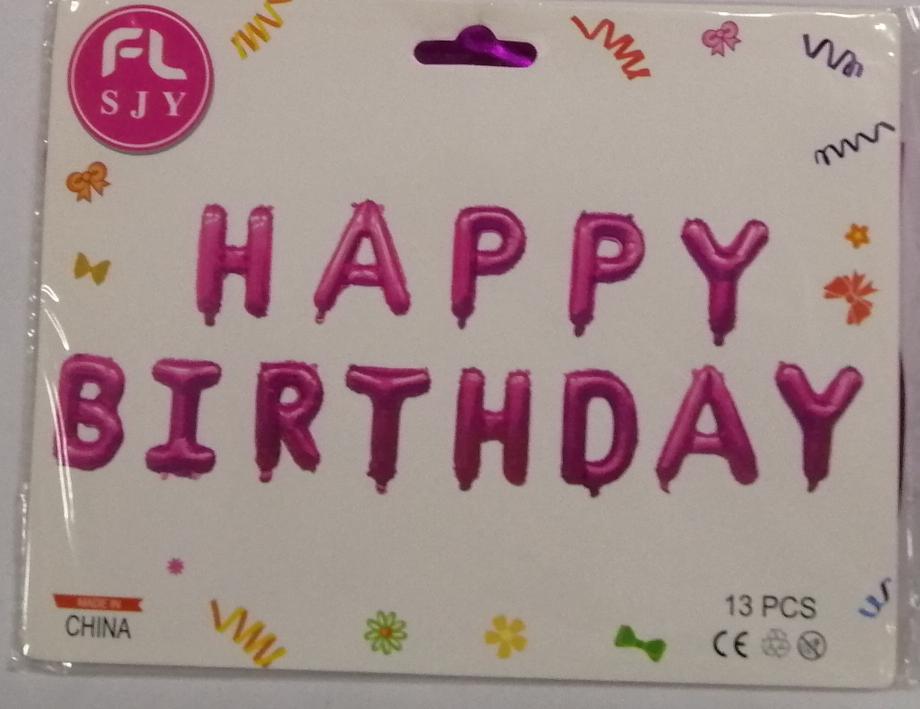 FL
SJY
HAPPY
BIRTHDAY
MADE IN
CHINA
13 PCS
CE